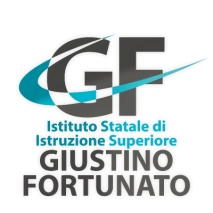 GF
Istituto Statale di
Istruzione Superiore
GIUSTINO
FORTUNATO